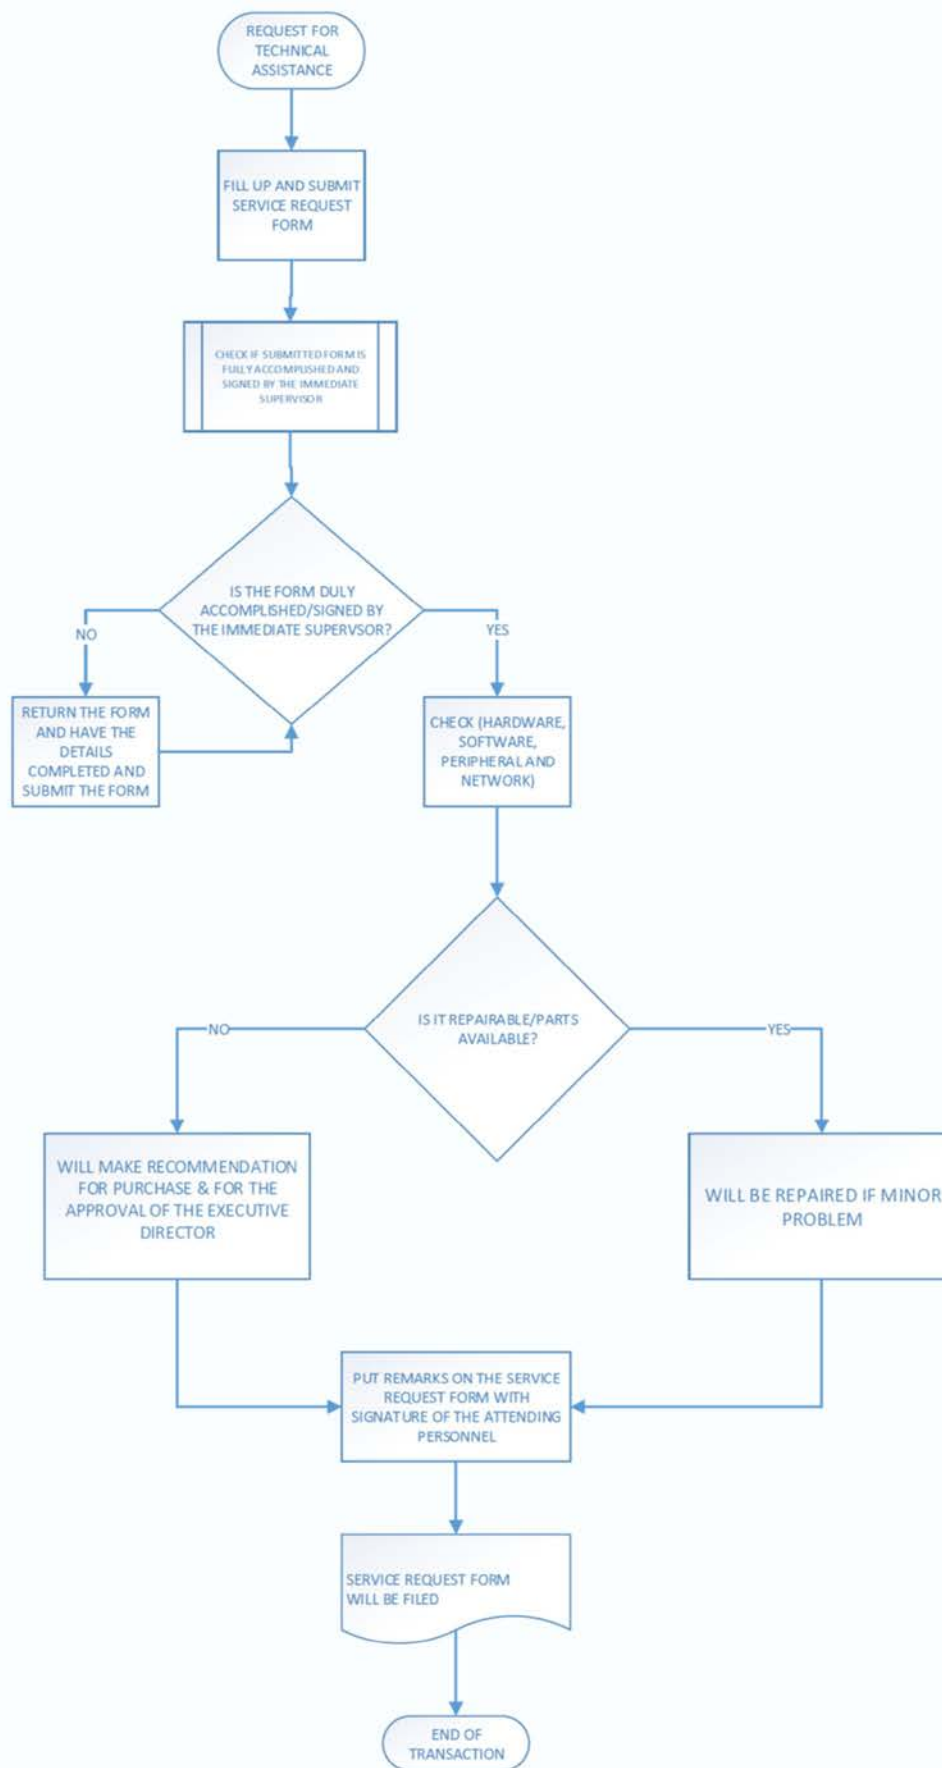 REQUEST FOR
TECHNICAL
ASSISTANCE
FILL UP AND SUBMIT
SERVICE REQUEST
FORM
CHECK IF SUBMITTED FORM IS
FULLY ACCOMPLISHED AND
SIGNED BY THE IMMEDIATE
SUPERVISOR
IS THE FORM DULY
ACCOMPLISHED/SIGNED BY
THE IMMEDIATE SUPERVSOR?
NO
YES
RETURN THE FORM
AND HAVE THE
DETAILS
COMPLETED AND
SUBMIT THE FORM
CHECK (HARDWARE,
SOFTWARE,
PERIPHERAL AND
NETWORK)
IS IT REPAIRABLE/PARTS
AVAILABLE?
NO
YES
WILL MAKE RECOMMENDATION
FOR PURCHASE & FOR THE
APPROVAL OF THE EXECUTIVE
DIRECTOR
WILL BE REPAIRED IF MINOR
PROBLEM
PUT REMARKS ON THE SERVICE
REQUEST FORM WITH
SIGNATURE OF THE ATTENDING
PERSONNEL
SERVICE REQUEST FORM
WILL BE FILED
END OF
TRANSACTION